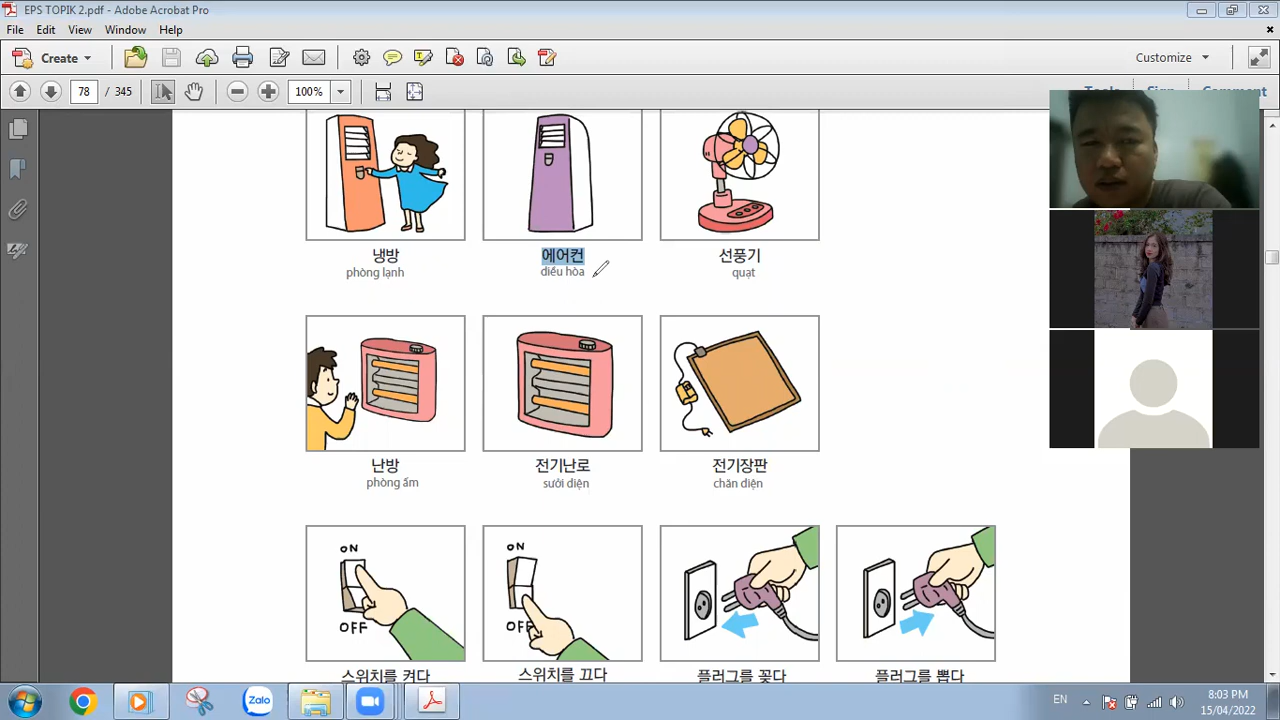 EPS TOPIK 2.pdf - Adobe Acrobat Pro
File Edit View Window Help
Create
Customize
78 / 345
100%
Tools Sign Comment
냉방
phòng lạnh
에어컨
điều hòa
선풍기
quạt
난방
phòng ấm
전기난로
sưởi điện
전기장판
chăn điện
ON
OFF
ON
OFF
스위치를 켜다
스위치를 끄다
플러그를 꽂다
플러그를 뽑다
Zalo
EN
8:03 PM
15/04/2022